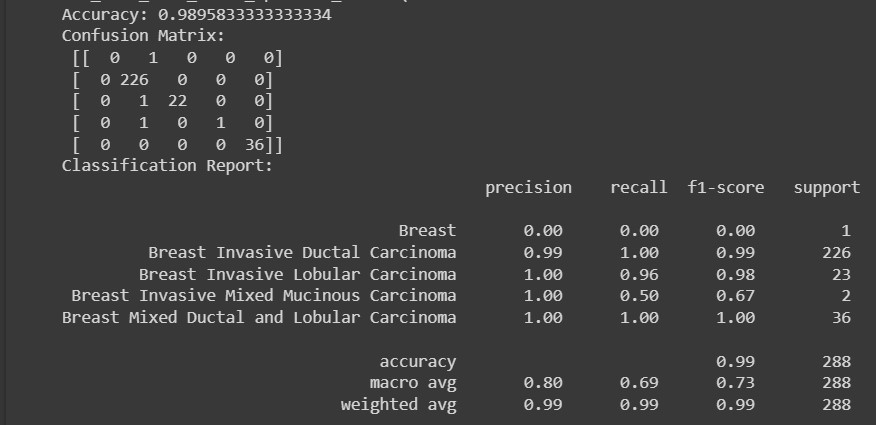 Accuracy: 0.9895833333333334
Confusion Matrix:
[[  0   1   0   0   0]
[  0 226   0   0   0]
[  0   1  22   0   0]
[  0   1   0   1   0]
[  0   0   0   0  36]]
Classification Report:
precision recall f1-score support
Breast 0.00 0.00 0.00 1
Breast Invasive Ductal Carcinoma 0.99 1.00 0.99 226
Breast Invasive Lobular Carcinoma 1.00 0.96 0.98 23
Breast Invasive Mixed Mucinous Carcinoma 1.00 0.50 0.67 2
Breast Mixed Ductal and Lobular Carcinoma 1.00 1.00 1.00 36
accuracy 0.99 288
macro avg 0.80 0.69 0.73 288
weighted avg 0.99 0.99 0.99 288